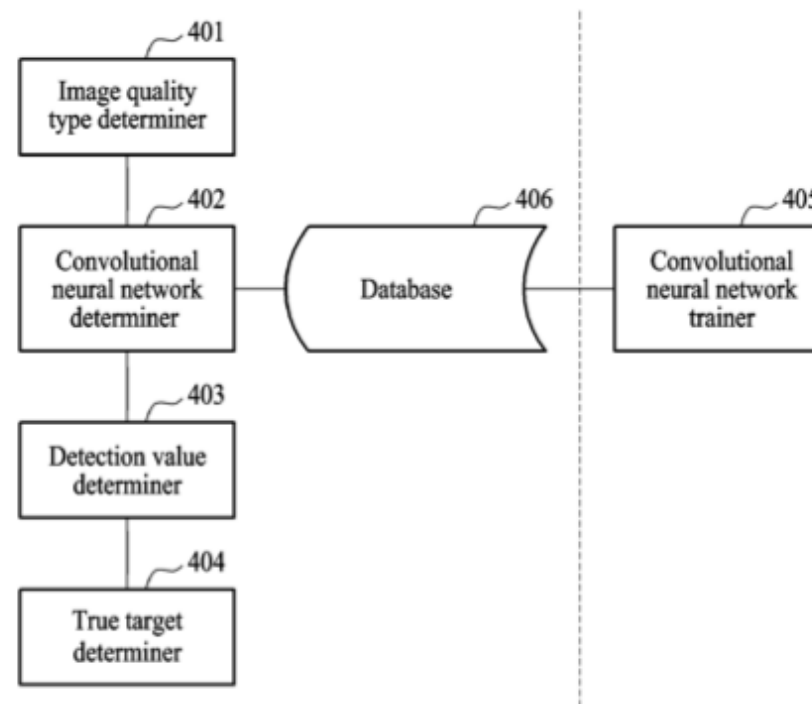 401
Image quality
type determiner
402
Convolutional
neural network
determiner
406
Database
405
Convolutional
neural network
trainer
403
Detection value
determiner
404
True target
determiner